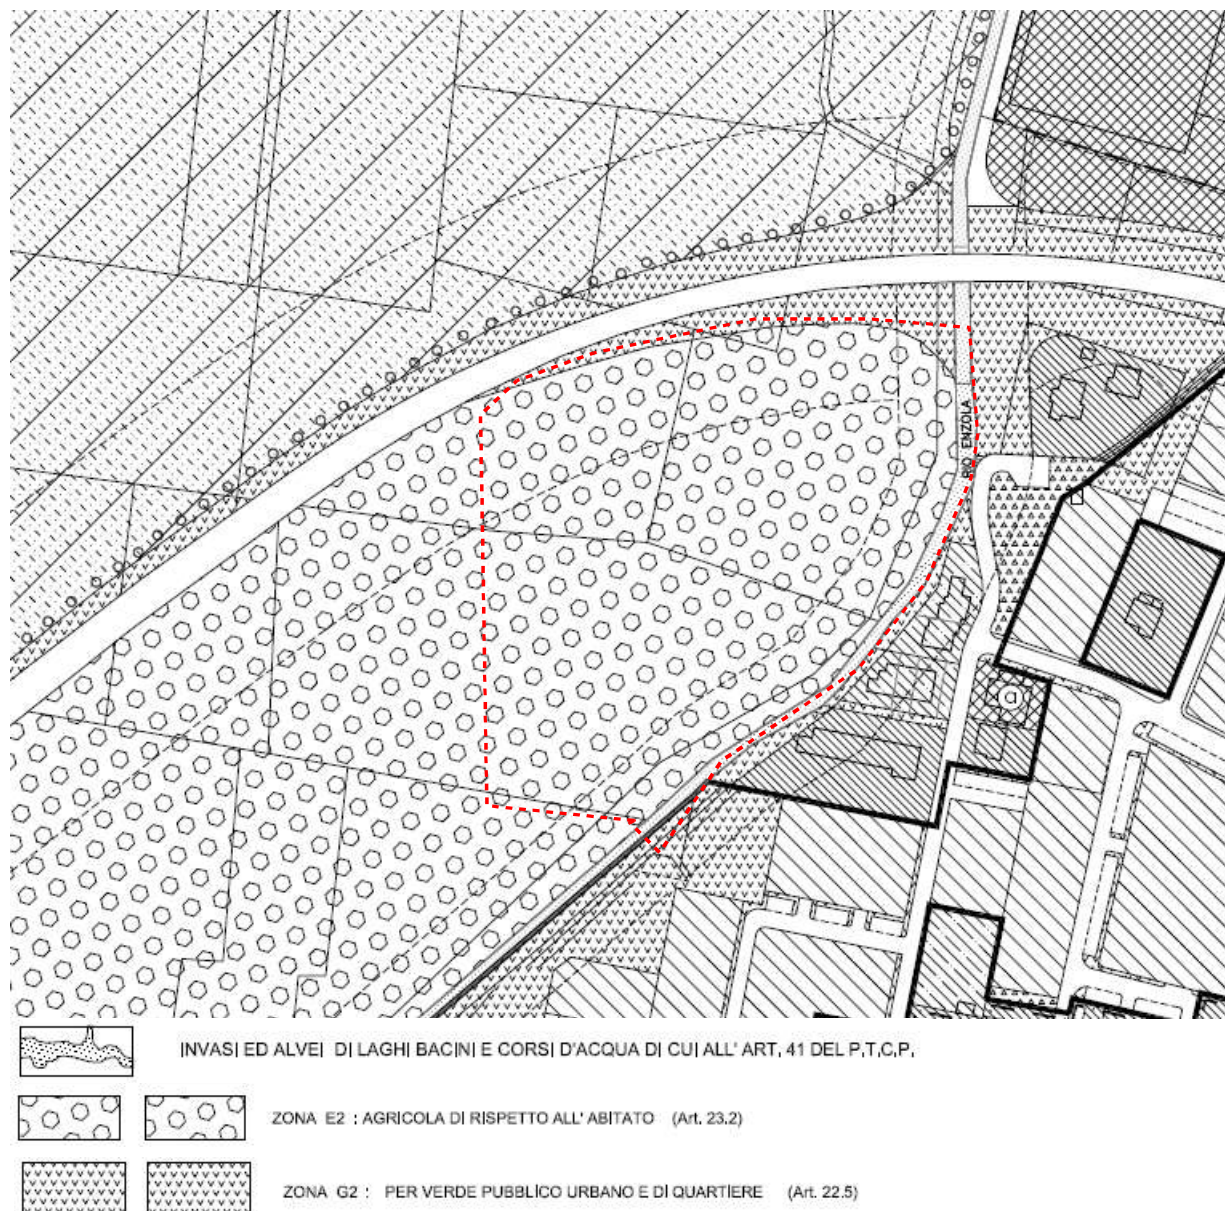 RIO ENZOLA
a
INVASI ED ALVEI DI LAGHI BACINI E CORSI D'ACQUA DI CUI ALL' ART. 41 DEL P.T.C.P.
ZONA E2 : AGRICOLA DI RISPETTO ALL' ABITATO (Art. 23.2)
ZONA G2 : PER VERDE PUBBLICO URBANO E DI QUARTIERE (Art. 22.5)